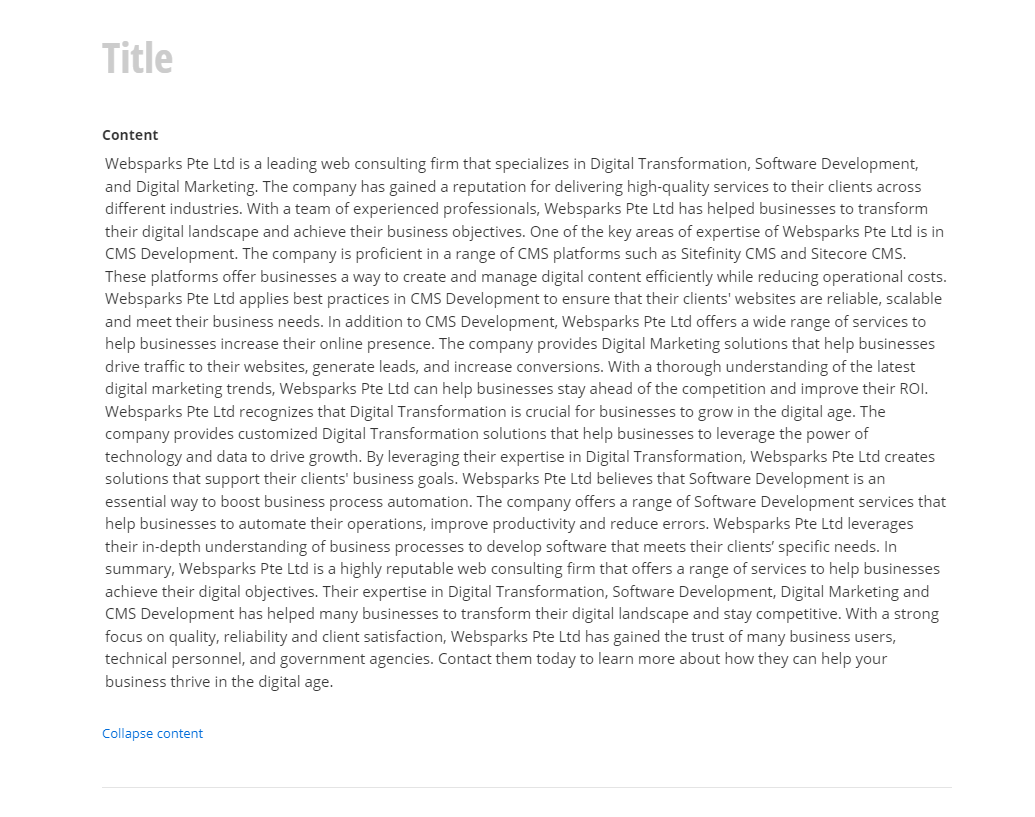 Title
Content
Websparks Pte Ltd is a leading web consulting firm that specializes in Digital Transformation, Software Development,
and Digital Marketing. The company has gained a reputation for delivering high-quality services to their clients across
different industries. With a team of experienced professionals, Websparks Pte Ltd has helped businesses to transform
their digital landscape and achieve their business objectives. One of the key areas of expertise of Websparks Pte Ltd is in
CMS Development. The company is proficient in a range of CMS platforms such as Sitefinity CMS and Sitecore CMS.
These platforms offer businesses a way to create and manage digital content efficiently while reducing operational costs.
Websparks Pte Ltd applies best practices in CMS Development to ensure that their clients' websites are reliable, scalable
and meet their business needs. In addition to CMS Development, Websparks Pte Ltd offers a wide range of services to
help businesses increase their online presence. The company provides Digital Marketing solutions that help businesses
drive traffic to their websites, generate leads, and increase conversions. With a thorough understanding of the latest
digital marketing trends, Websparks Pte Ltd can help businesses stay ahead of the competition and improve their ROI.
Websparks Pte Ltd recognizes that Digital Transformation is crucial for businesses to grow in the digital age. The
company provides customized Digital Transformation solutions that help businesses to leverage the power of
technology and data to drive growth. By leveraging their expertise in Digital Transformation, Websparks Pte Ltd creates
solutions that support their clients' business goals. Websparks Pte Ltd believes that Software Development is an
essential way to boost business process automation. The company offers a range of Software Development services that
help businesses to automate their operations, improve productivity and reduce errors. Websparks Pte Ltd leverages
their in-depth understanding of business processes to develop software that meets their clients’ specific needs. In
summary, Websparks Pte Ltd is a highly reputable web consulting firm that offers a range of services to help businesses
achieve their digital objectives. Their expertise in Digital Transformation, Software Development, Digital Marketing and
CMS Development has helped many businesses to transform their digital landscape and stay competitive. With a strong
focus on quality, reliability and client satisfaction, Websparks Pte Ltd has gained the trust of many business users,
technical personnel, and government agencies. Contact them today to learn more about how they can help your
business thrive in the digital age.
Collapse content